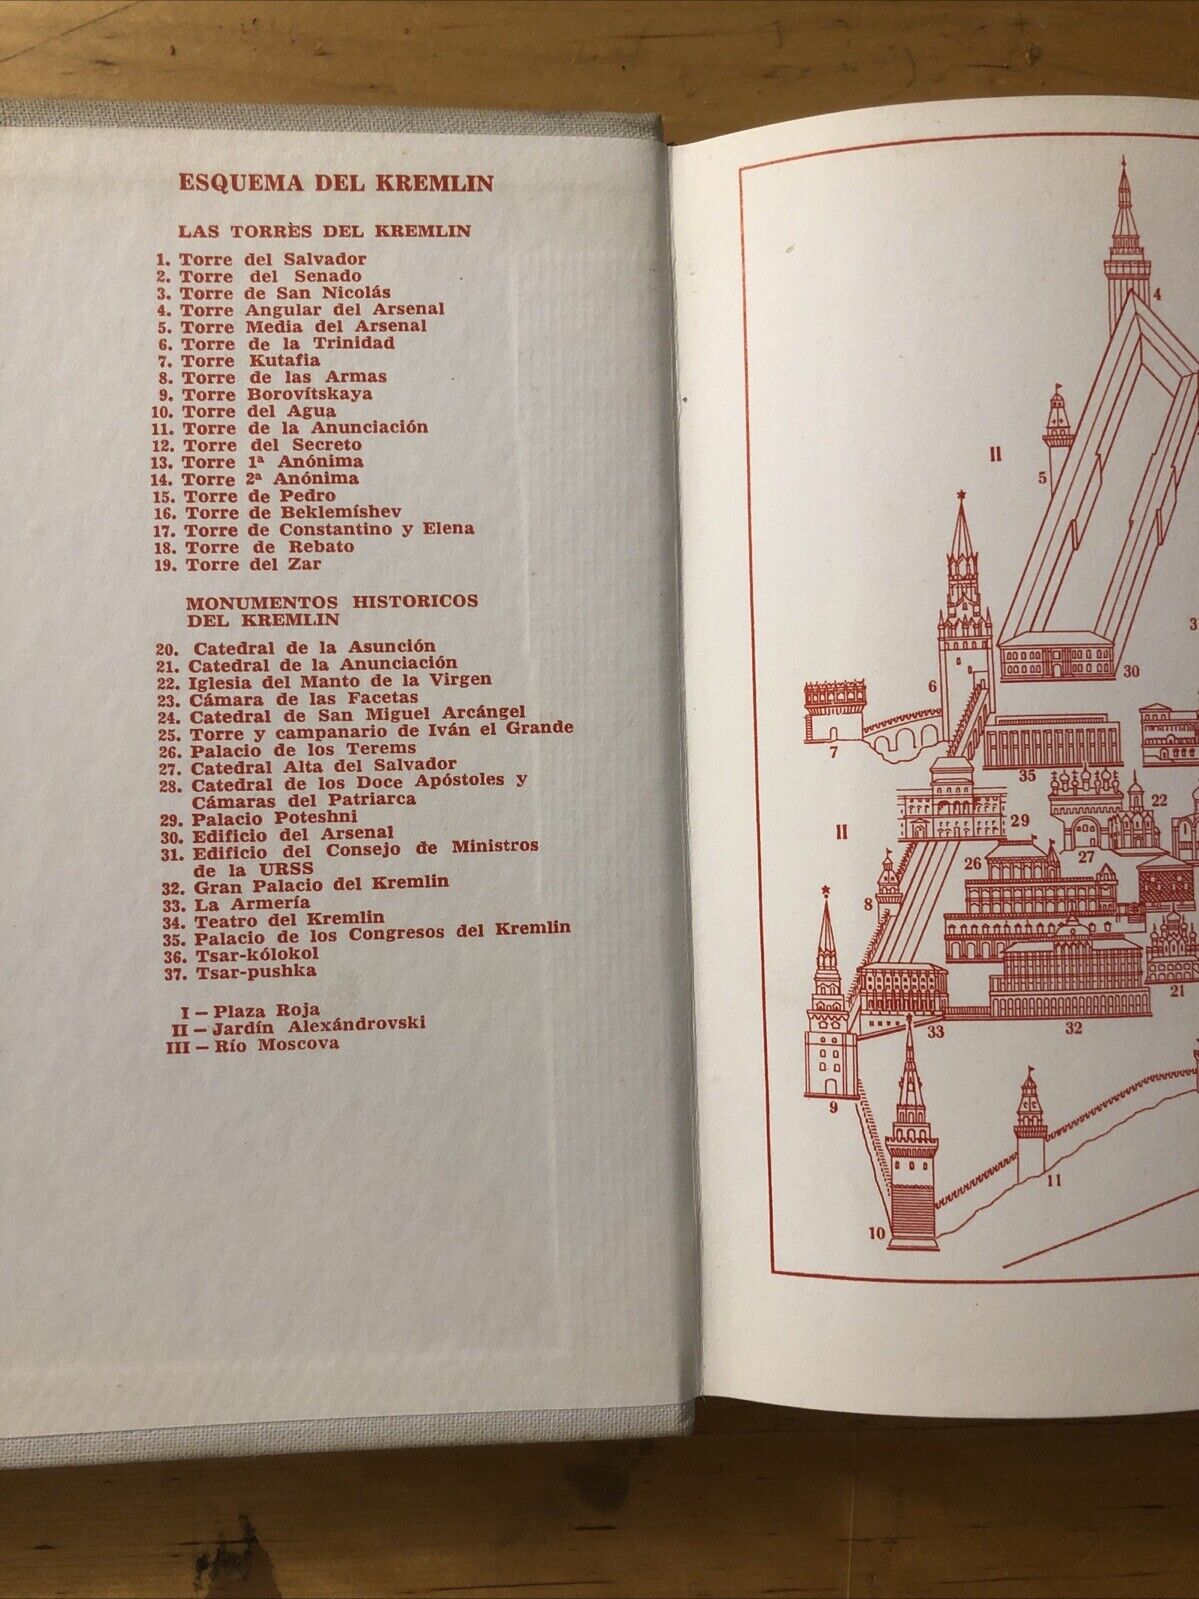 ESQUEMA DEL KREMLIN
LAS TORRÈS DEL KREMLIN
1. Torre del Salvador
2. Torre del Senado
3. Torre de San Nicolás
4. Torre Angular del Arsenal
5. Torre Media del Arsenal
6. Torre de la Trinidad
7. Torre Kutafia
8. Torre de las Armas
9. Torre Borovítskaya
10. Torre del Agua
11. Torre de la Anunciación
12. Torre del Secreto
13. Torre 1ª Anónima
14. Torre 2ª Anónima
15. Torre de Pedro
16. Torre de Beklemíshev
17. Torre de Constantino y Elena
18. Torre de Rebato
19. Torre del Zar
MONUMENTOS HISTORICOS
DEL KREMLIN
20. Catedral de la Asunción
21. Catedral de la Anunciación
22. Iglesia del Manto de la Virgen
23. Cámara de las Facetas
24. Catedral de San Miguel Arcángel
25. Torre y campanario de Iván el Grande
26. Palacio de los Terems
27. Catedral Alta del Salvador
28. Catedral de los Doce Apóstoles y
Cámaras del Patriarca
29. Palacio Poteshni
30. Edificio del Arsenal
31. Edificio del Consejo de Ministros
de la URSS
32. Gran Palacio del Kremlin
33. La Armería
34. Teatro del Kremlin
35. Palacio de los Congresos del Kremlin
36. Tsar-kólokol
37. Tsar-pushka
I — Plaza Roja
II — Jardín Alexándrovski
III — Río Moscova
4
II
5
30
6
7
35
22
II
29
27
26
8
21
33
32
9
11
10